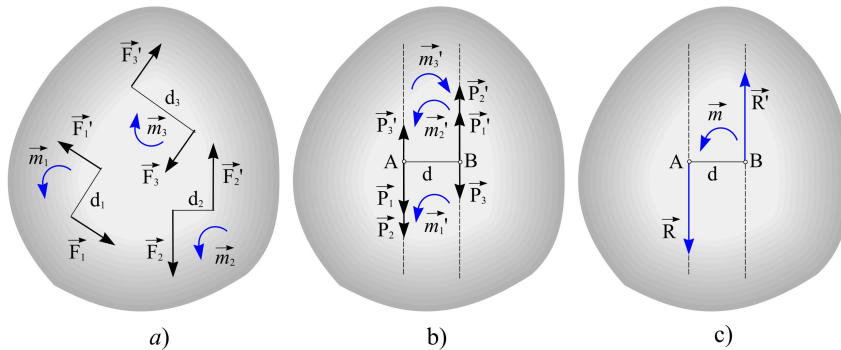 F₃'
d₃
F₁'
m₃
m₁
F₃
F₂'
d₁
d₂
F₁
F₂
m₂
a)
m₃'
P₂'
P₃'
m₂'
P₁'
A
d
B
P₁
P₃
P₂
m₁'
b)
R'
m
A
d
B
R
c)